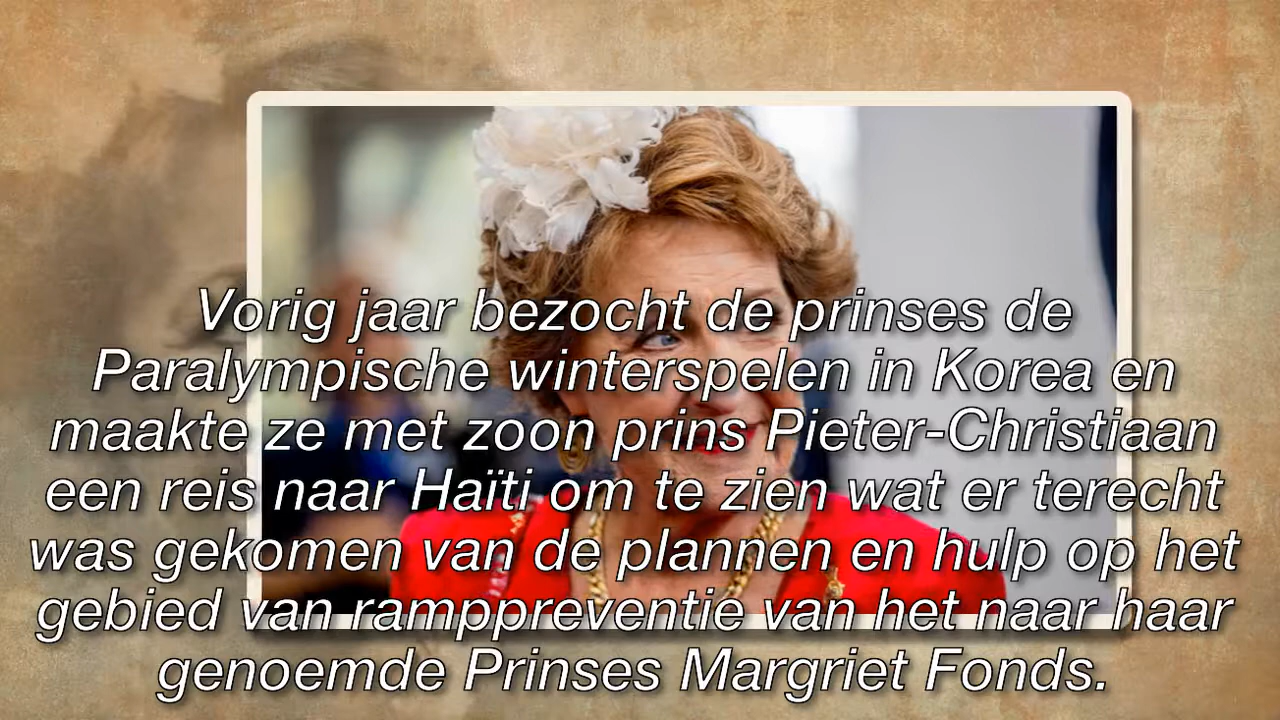 Vorig jaar bezocht de prinses de
Paralympische winterspelen in Korea en
maakte ze met zoon prins Pieter-Christiaan
een reis naar Haïti om te zien wat er terecht
was gekomen van de plannen en hulp op het
gebied van ramppreventie van het naar haar
genoemde Prinses Margriet Fonds.